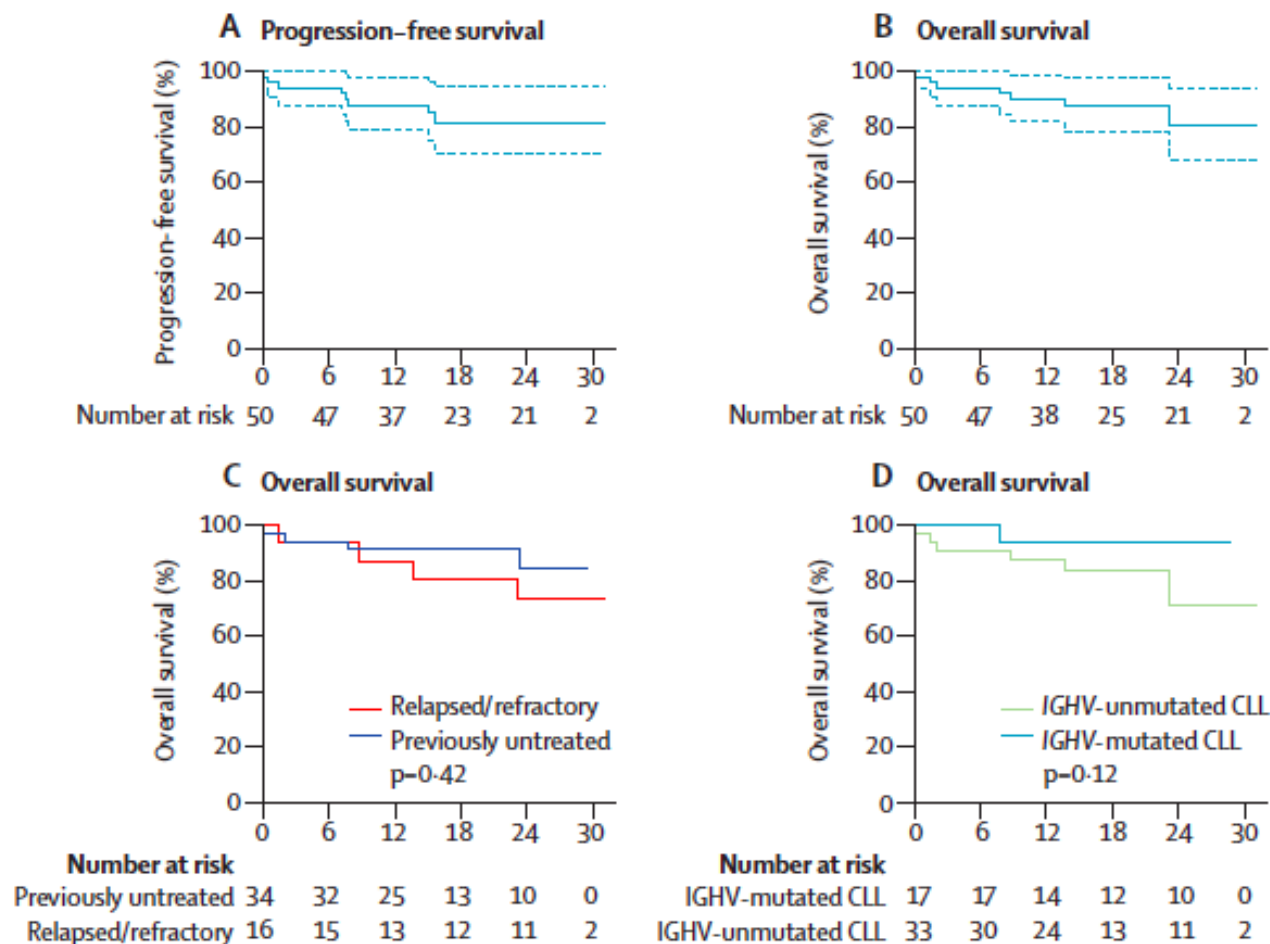 A Progression-free survival
Progression-free survival (%)
100
80
60
40
20
0
0 6 12 18 24 30
Number at risk 50 47 37 23 21 2
B Overall survival
Overall survival (%)
100
80
60
40
20
0
0 6 12 18 24 30
Number at risk 50 47 38 25 21 2
C Overall survival
Overall survival (%)
100
80
60
40
20
0
Relapsed/refractory
Previously untreated
p=0·42
0 6 12 18 24 30
Number at risk
Previously untreated 34 32 25 13 10 0
Relapsed/refractory 16 15 13 12 11 2
D Overall survival
Overall survival (%)
100
80
60
40
20
0
IGHV-unmutated CLL
IGHV-mutated CLL
p=0·12
0 6 12 18 24 30
Number at risk
IGHV-mutated CLL 17 17 14 12 10 0
IGHV-unmutated CLL 33 30 24 13 11 2